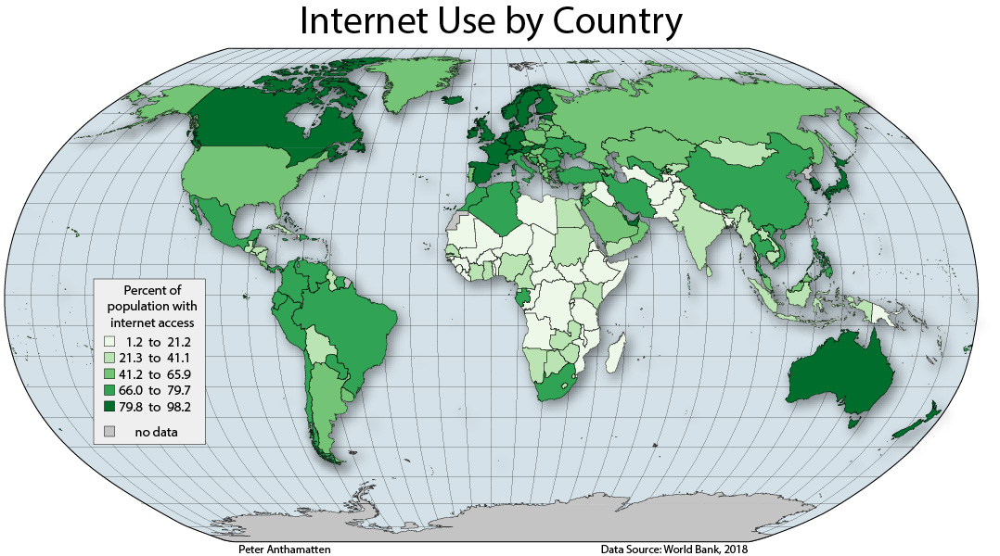 Internet Use by Country
Percent of
population with
internet access
1.2 to 21.2
21.3 to 41.1
41.2 to 65.9
66.0 to 79.7
79.8 to 98.2
no data
Peter Anthamatten
Data Source: World Bank, 2018